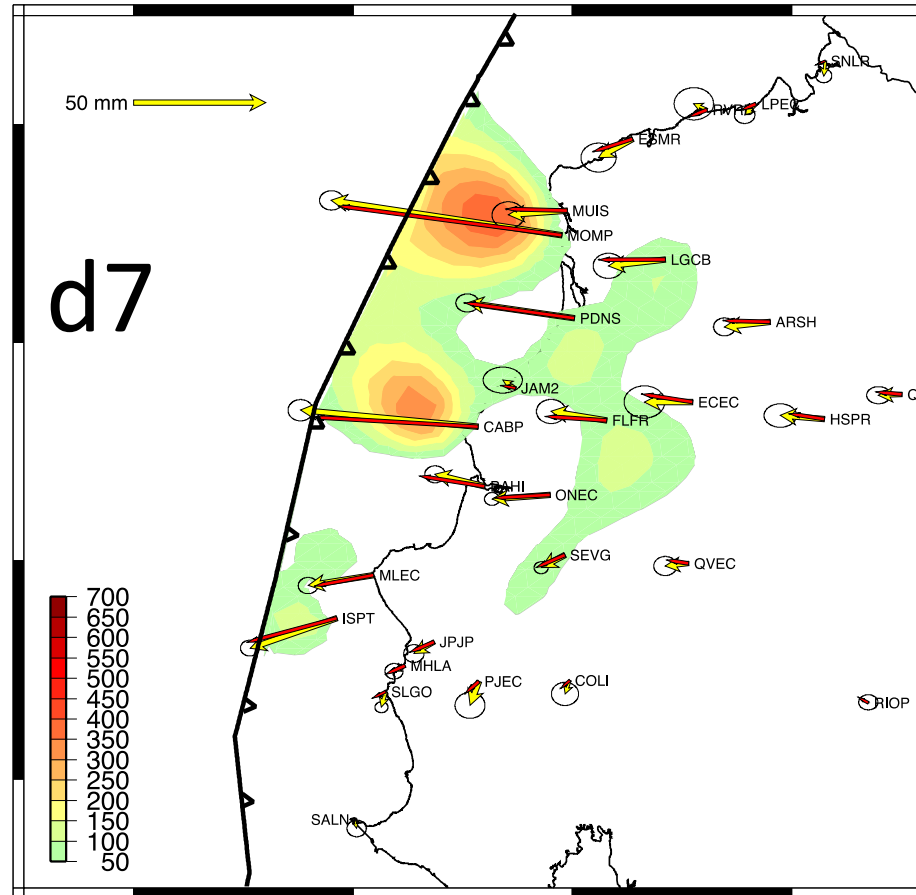 SNLR
50 mm
LPEC
ESMR
MUIS
MOMP
LGCB
d7
PDNS
ARSH
JAM2
ECEC
Q
CABP
FLFR
HSPR
ONEC
SEVG
QVEC
MLEC
ISPT
JPJP
MHLA
PJEC
COLI
SLGO
RIOP
SALN
700
650
600
550
500
450
400
350
300
250
200
150
100
50